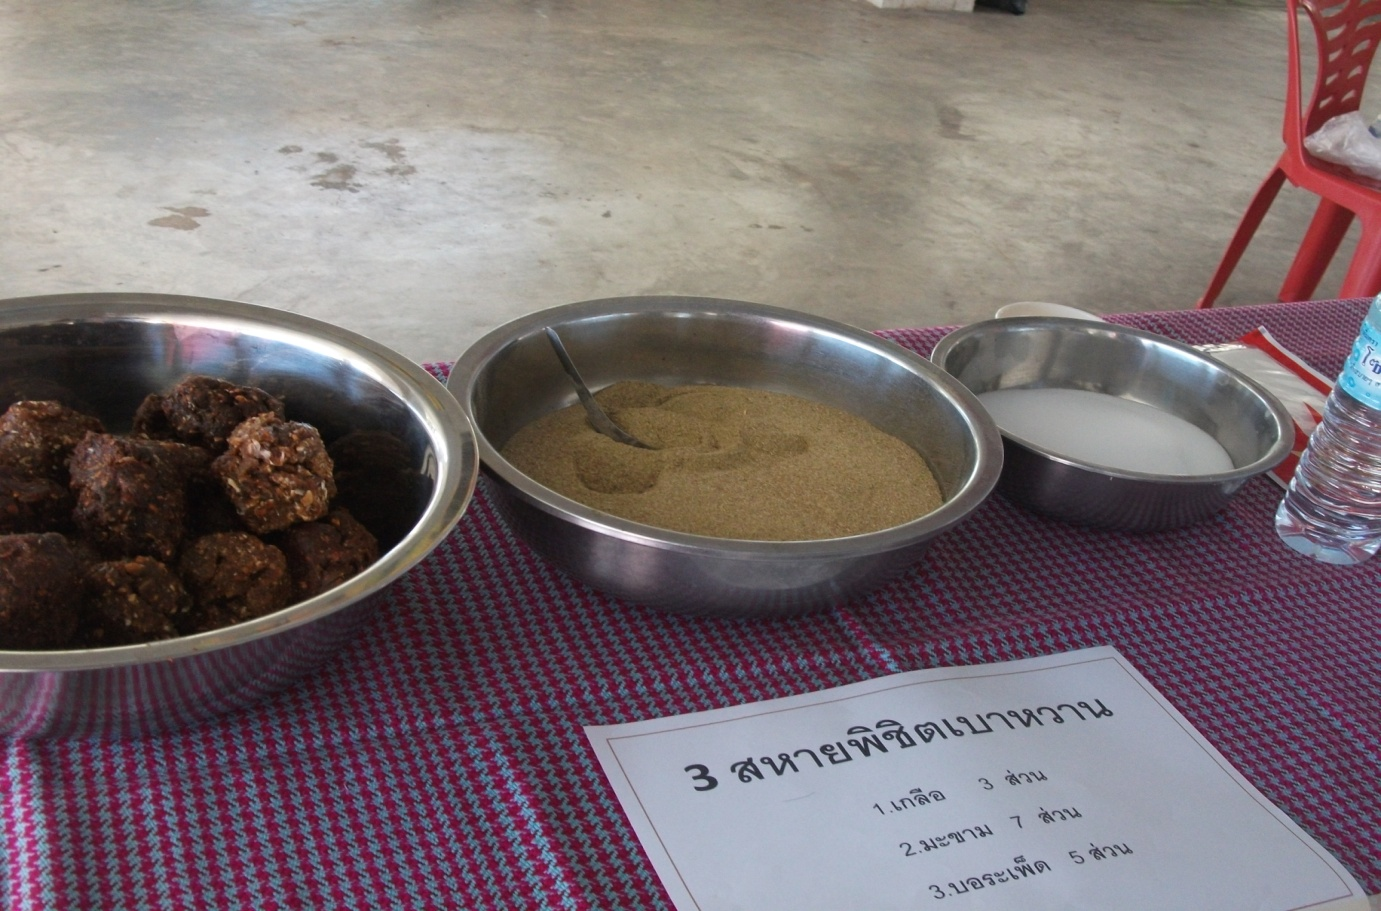 3 สหายพิชิตเบาหวาน
1.เกลือ 3 ส่วน
2.มะขาม 7 ส่วน
3.บอระเพ็ด 5 ส่วน